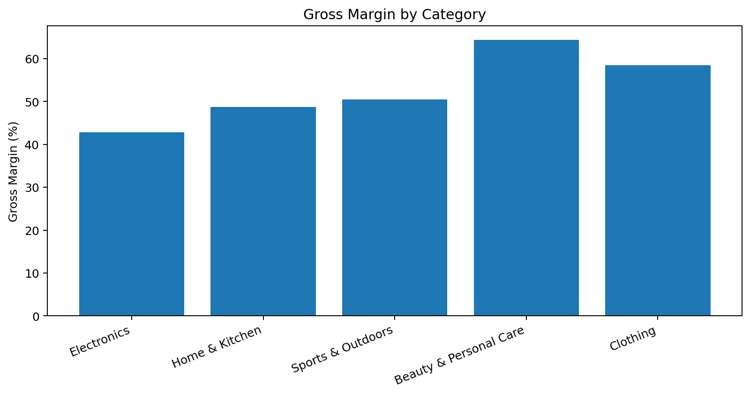 Gross Margin by Category
Gross Margin (%)
60
50
40
30
20
10
0
Electronics
Home & Kitchen
Sports & Outdoors
Beauty & Personal Care
Clothing